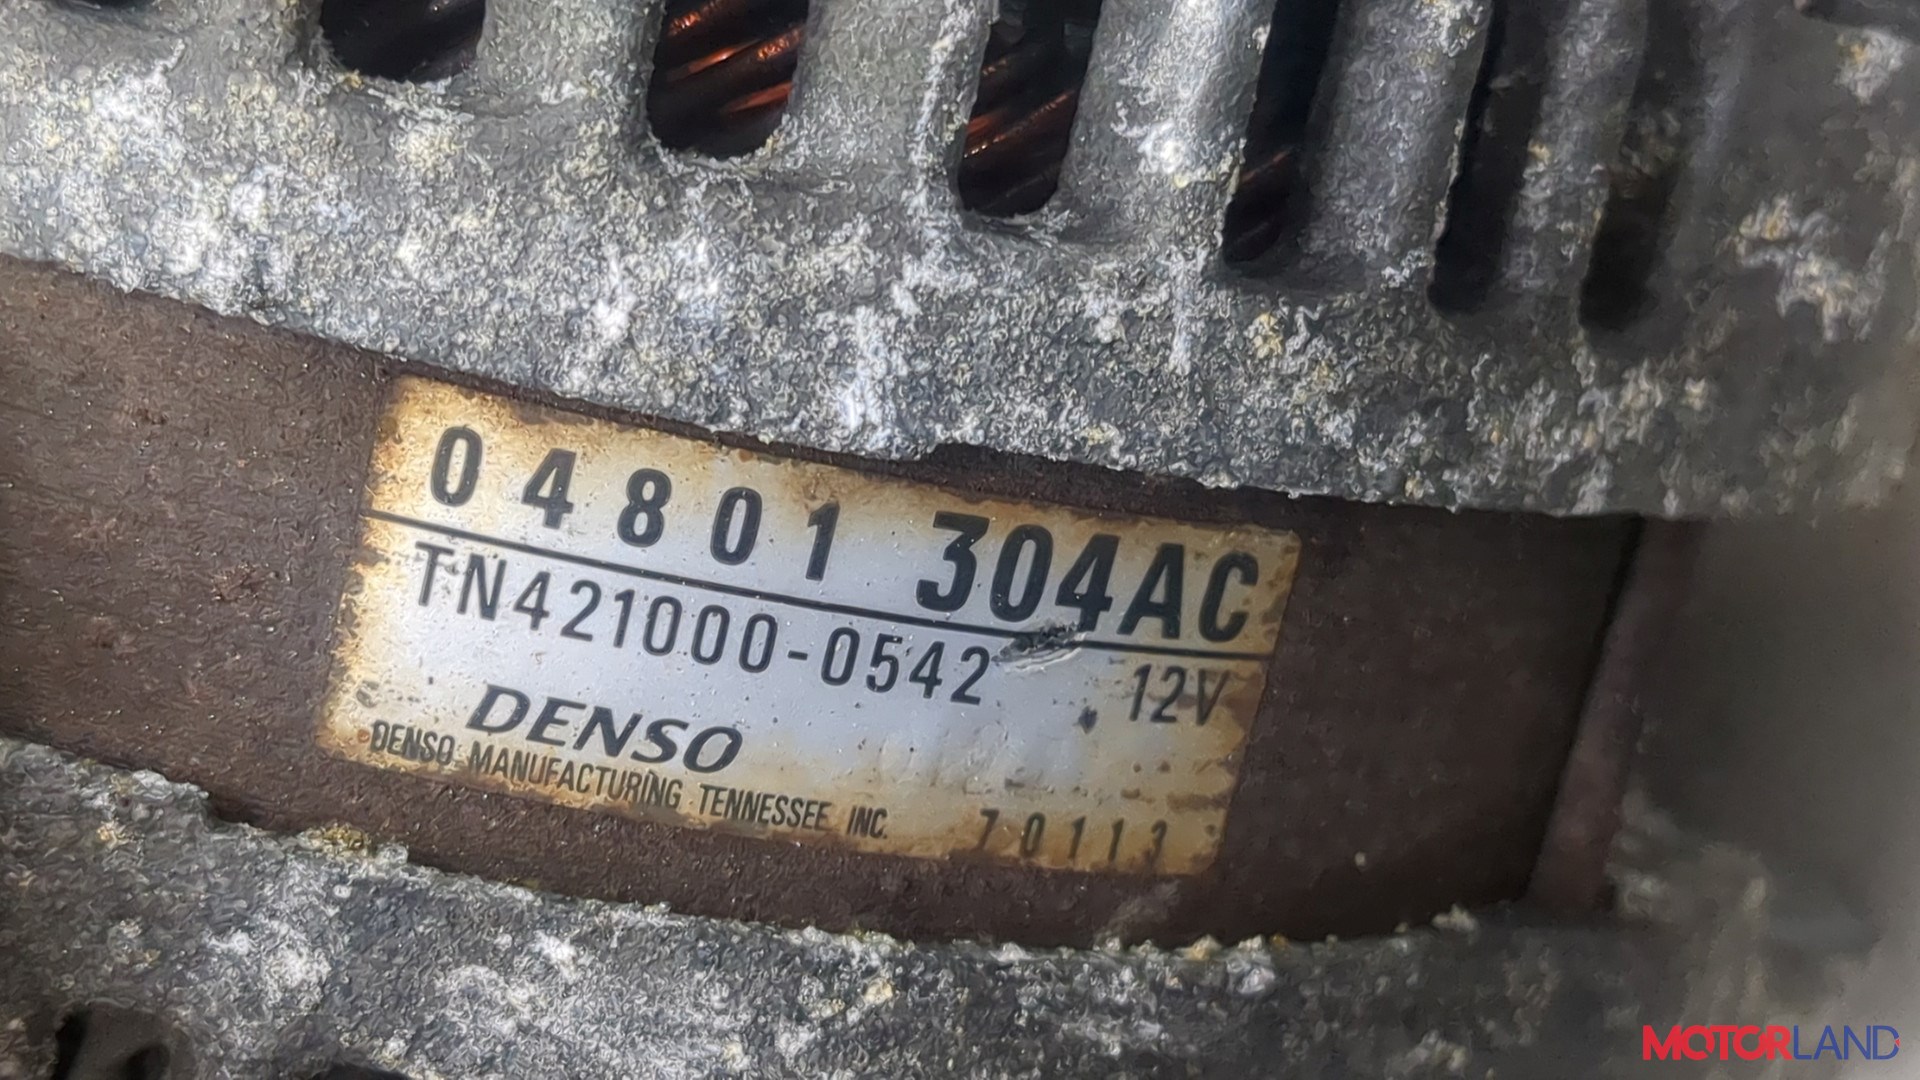 04801 304AC
TN421000-0542 12V
DENSO
DENSO MANUFACTURING TENNESSEE INC. 70113
MOTORLAND